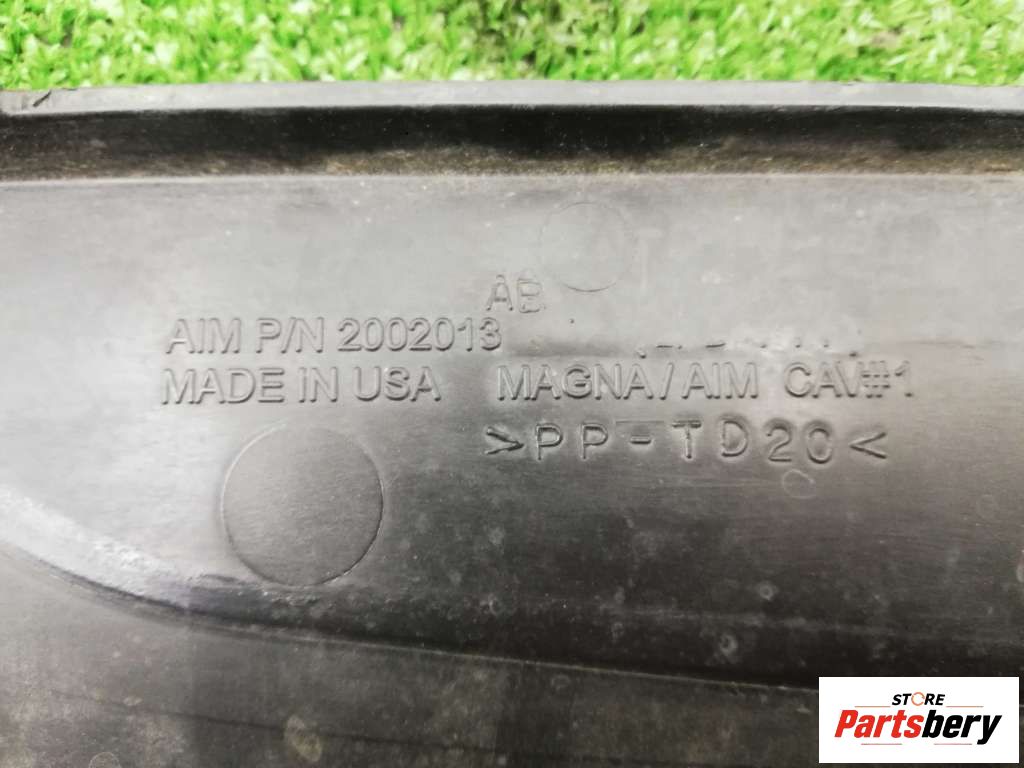 AB
AIM P/N 2002013
MADE IN USA MAGNA/AIM CAV#1
>PP-TD20<
STORE
Partsbery